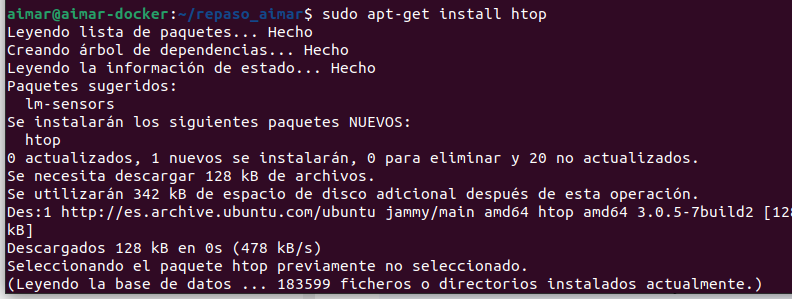 aimar@aimar-docker:~/repaso_aimar$ sudo apt-get install htop
Leyendo lista de paquetes... Hecho
Creando árbol de dependencias... Hecho
Leyendo la información de estado... Hecho
Paquetes sugeridos:
  lm-sensors
Se instalarán los siguientes paquetes NUEVOS:
  htop
0 actualizados, 1 nuevos se instalarán, 0 para eliminar y 20 no actualizados.
Se necesita descargar 128 kB de archivos.
Se utilizarán 342 kB de espacio de disco adicional después de esta operación.
Des:1 http://es.archive.ubuntu.com/ubuntu jammy/main amd64 htop amd64 3.0.5-7build2 [128
kB]
Descargados 128 kB en 0s (478 kB/s)
Seleccionando el paquete htop previamente no seleccionado.
(Leyendo la base de datos ... 183599 ficheros o directorios instalados actualmente.)